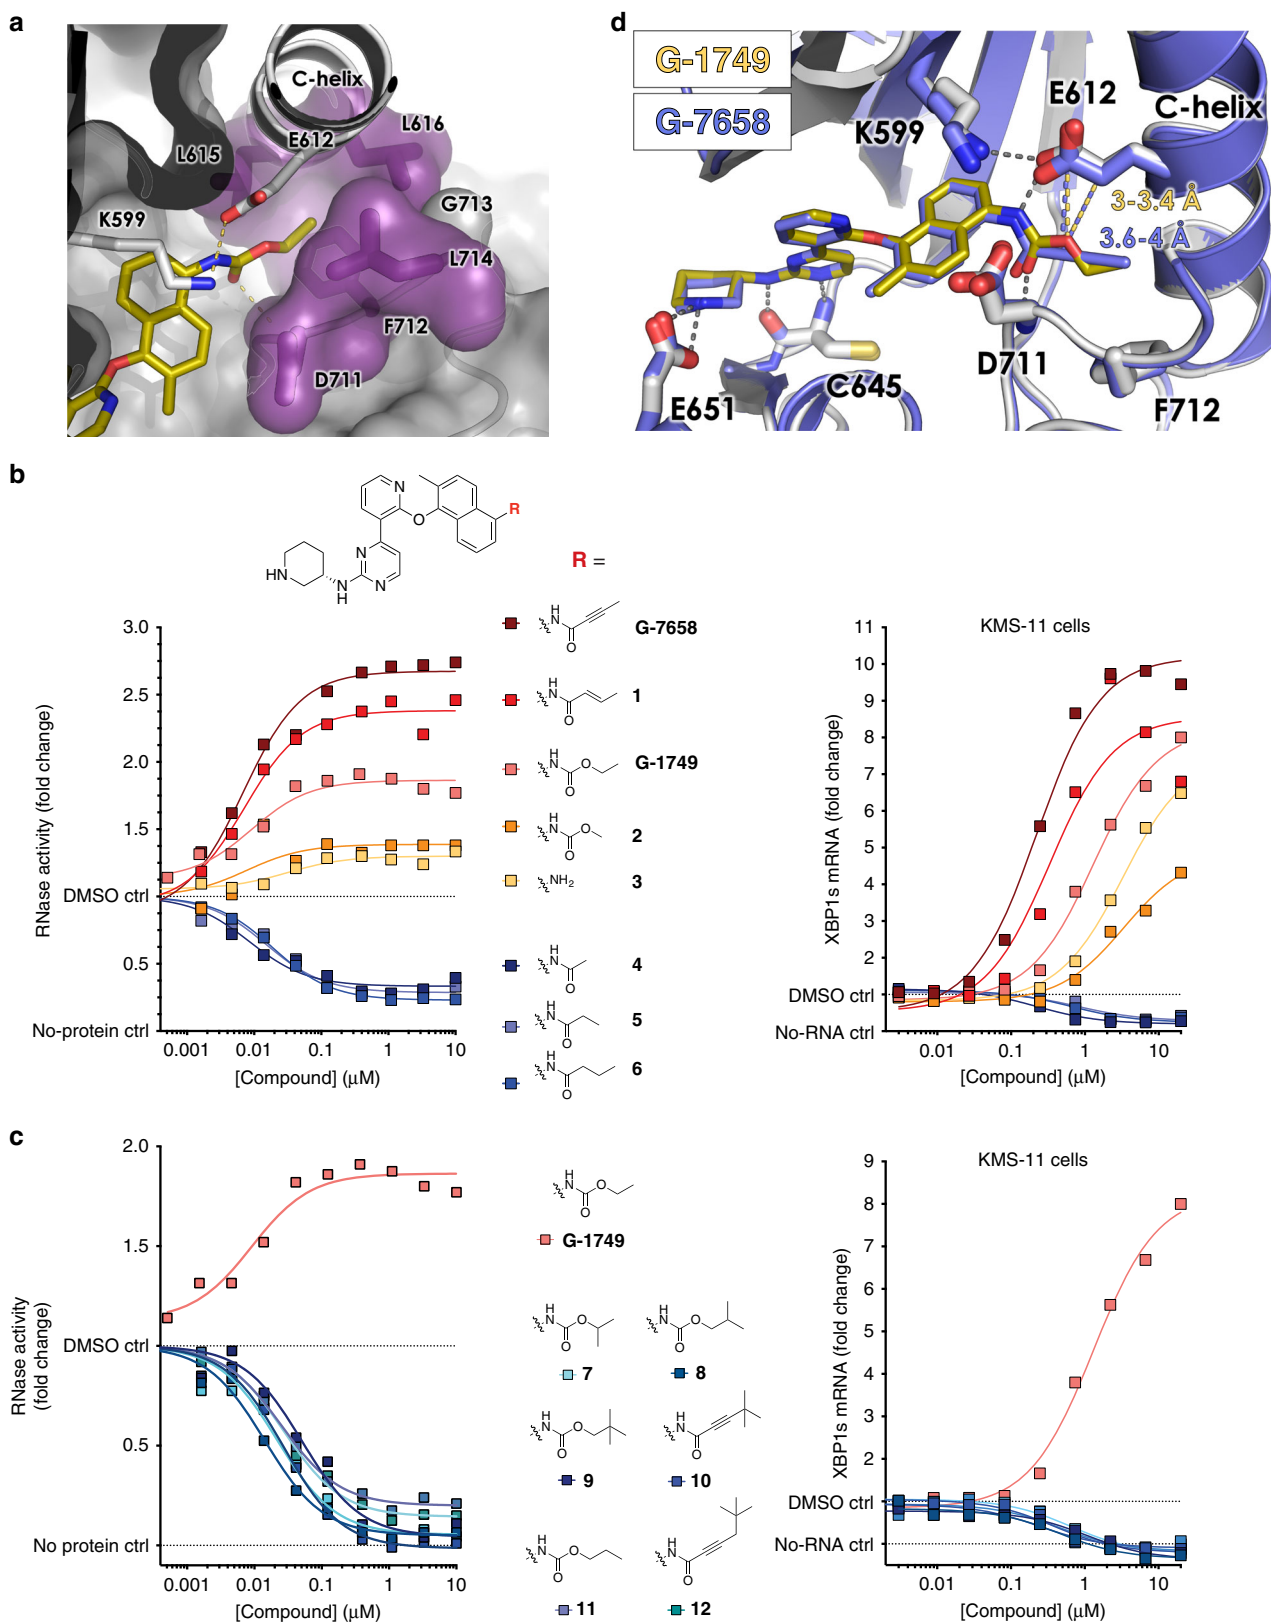 a
C-helix
E612
L616
L615
K599
G713
L714
F712
D711
d
G-1749
G-7658
K599
E612
C-helix
3-3.4 Å
3.6-4 Å
D711
C645
E651
F712
b
N
O
R
N
N
HN
N
H
R =
3.0
2.5
2.0
1.5
DMSO ctrl
0.5
No-protein ctrl
RNase activity (fold change)
0.001 0.01 0.1 1 10
[Compound] (μM)
H
N
O
G-7658
H
N
O
1
H
N
O
O
G-1749
H
N
O
O
2
NH2
3
H
N
O
4
H
N
O
5
H
N
O
6
KMS-11 cells
11
10
9
8
7
6
5
4
3
2
DMSO ctrl
No-RNA ctrl
XBP1s mRNA (fold change)
0.01 0.1 1 10
[Compound] (μM)
c
2.0
1.5
DMSO ctrl
0.5
No protein ctrl
RNase activity
(fold change)
0.001 0.01 0.1 1 10
[Compound] (μM)
H
N
O
O
G-1749
H
N
O
O
7
H
N
O
O
8
H
N
O
O
9
H
N
O
10
H
N
O
O
11
H
N
O
12
KMS-11 cells
9
8
7
6
5
4
3
2
DMSO ctrl
No-RNA ctrl
XBP1s mRNA (fold change)
0.01 0.1 1 10
[Compound] (μM)